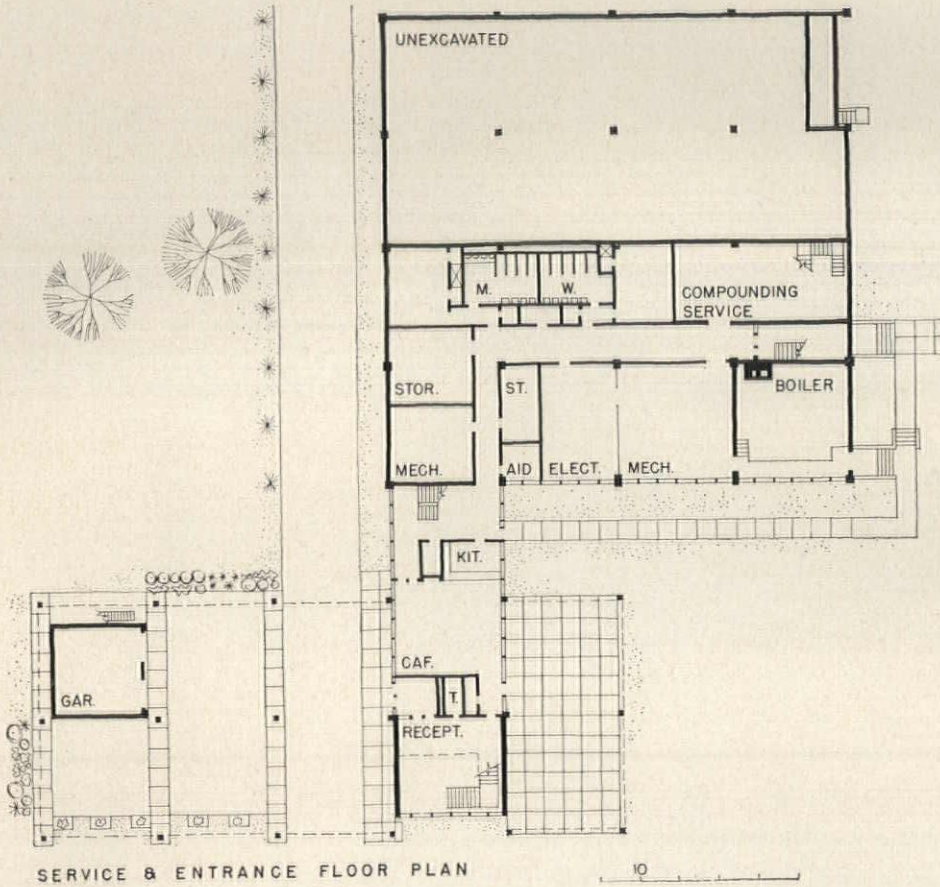 UNEXCAVATED
M.
W.
COMPOUNDING
SERVICE
STOR.
ST.
BOILER
MECH.
AID
ELECT.
MECH.
KIT.
CAF.
T.
GAR.
RECEPT.
SERVICE & ENTRANCE FLOOR PLAN
10